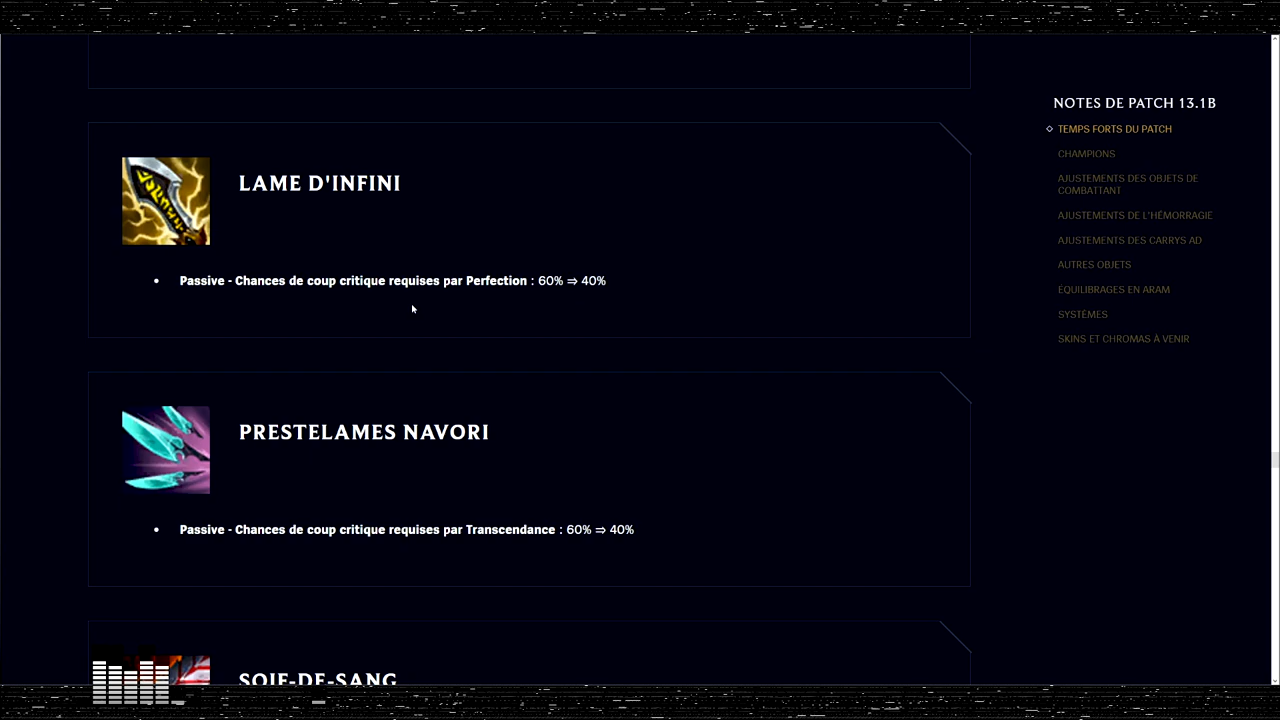 LAME D'INFINI
Passive - Chances de coup critique requises par Perfection : 60% ⇒ 40%
PRESTELAMES NAVORI
Passive - Chances de coup critique requises par Transcendance : 60% ⇒ 40%
SOIF-DE-SANG
NOTES DE PATCH 13.1B
TEMPS FORTS DU PATCH
CHAMPIONS
AJUSTEMENTS DES OBJETS DE
COMBATTANT
AJUSTEMENTS DE L'HÉMORRAGIE
AJUSTEMENTS DES CARRYS AD
AUTRES OBJETS
ÉQUILIBRAGES EN ARAM
SYSTÈMES
SKINS ET CHROMAS À VENIR